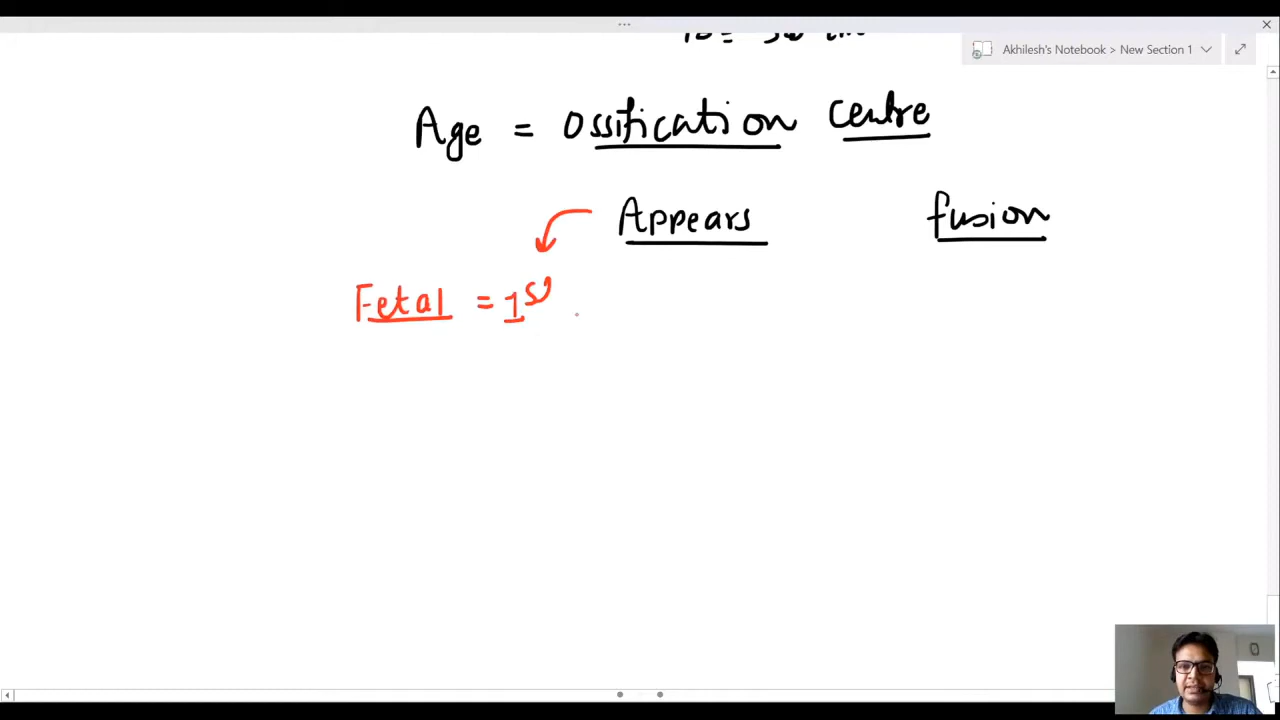 Akhilesh's Notebook > New Section 1
Age = Ossification centre
Appears fusion
Fetal = 1st